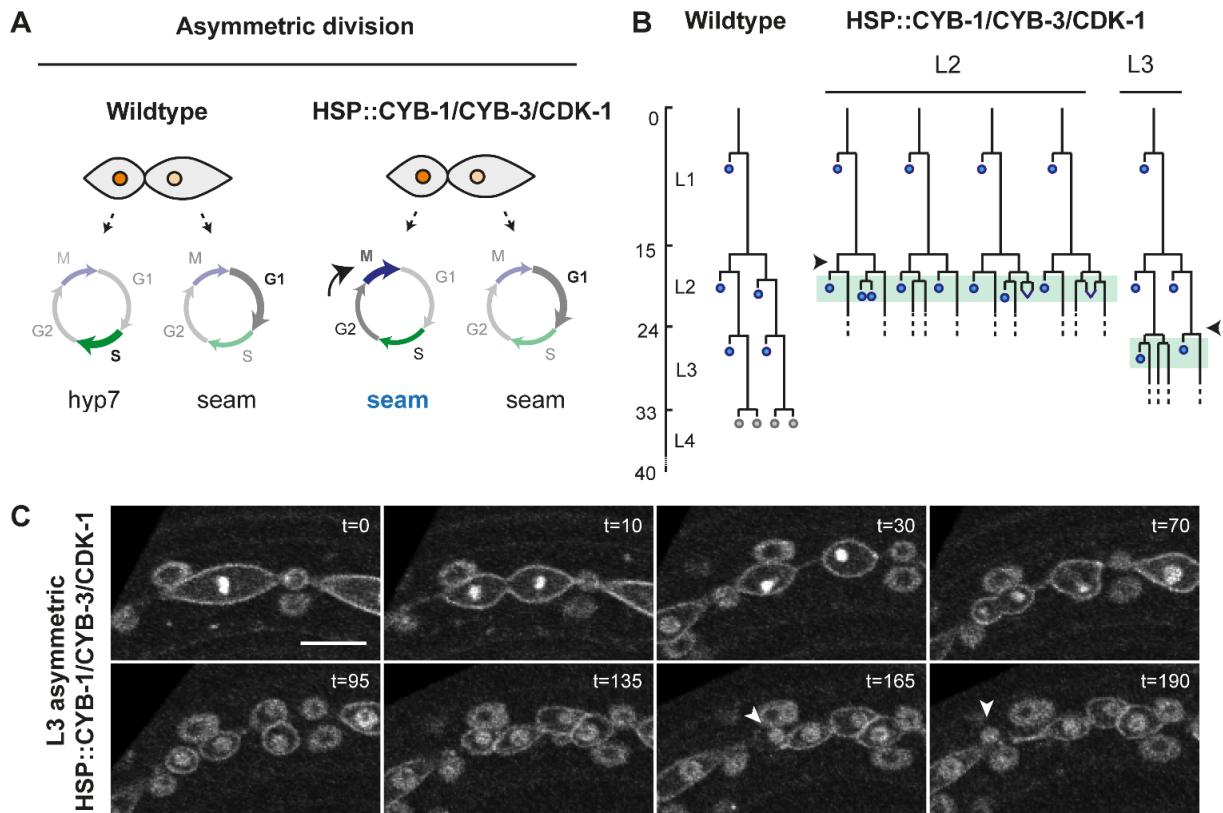 A
Asymmetric division
Wildtype
HSP::CYB-1/CYB-3/CDK-1
M
G1
G2
S
hyp7
M
G1
G2
S
seam
M
G1
G2
S
seam
M
G1
G2
S
seam
B
Wildtype
HSP::CYB-1/CYB-3/CDK-1
L2
L3
0
L1
15
L2
24
L3
33
L4
40
C
L3 asymmetric
HSP::CYB-1/CYB-3/CDK-1
t=0
t=10
t=30
t=70
t=95
t=135
t=165
t=190